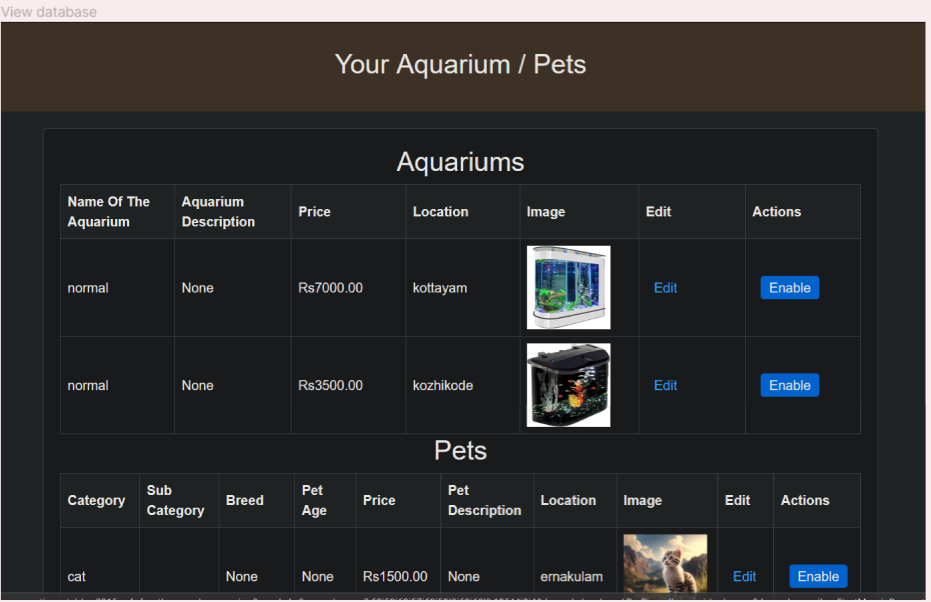 View database
Your Aquarium / Pets
Aquariums
Name Of The Aquarium Aquarium Description Price Location Image Edit Actions
normal None Rs7000.00 kottayam Edit Enable
normal None Rs3500.00 kozhikode Edit Enable
Pets
Category Sub Category Breed Pet Age Price Pet Description Location Image Edit Actions
cat None None Rs1500.00 None ernakulam Edit Enable